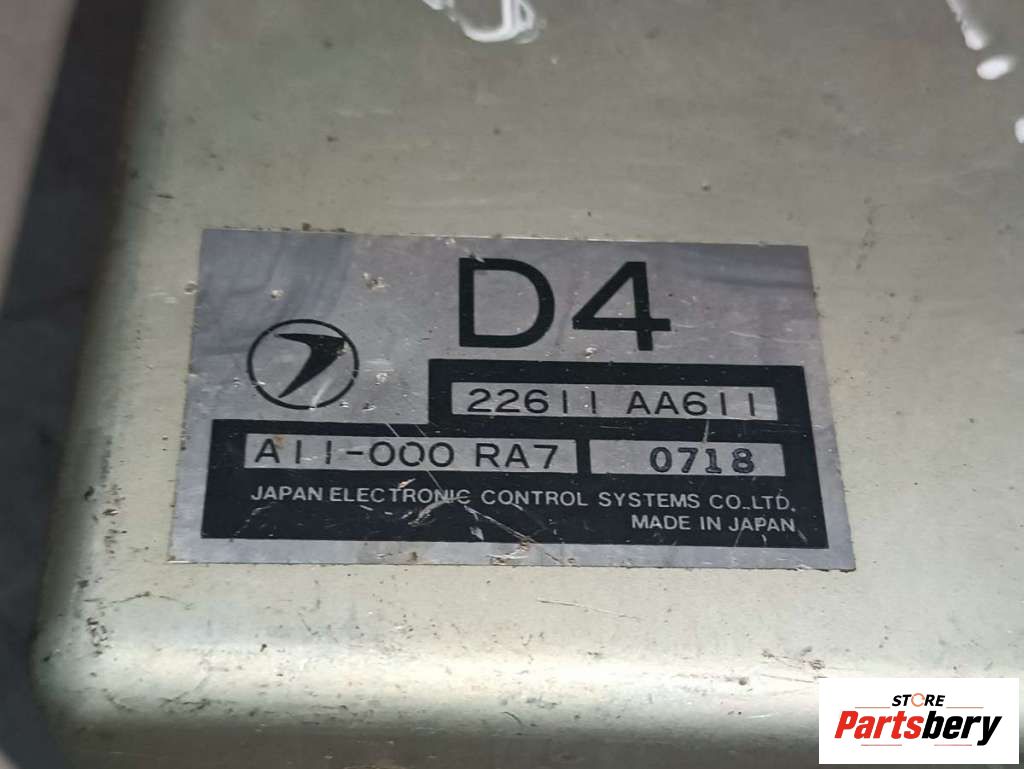 D4
22611 AA611
A11-000 RA7 0718
JAPAN ELECTRONIC CONTROL SYSTEMS CO.,LTD.
MADE IN JAPAN
STORE
Partsbery